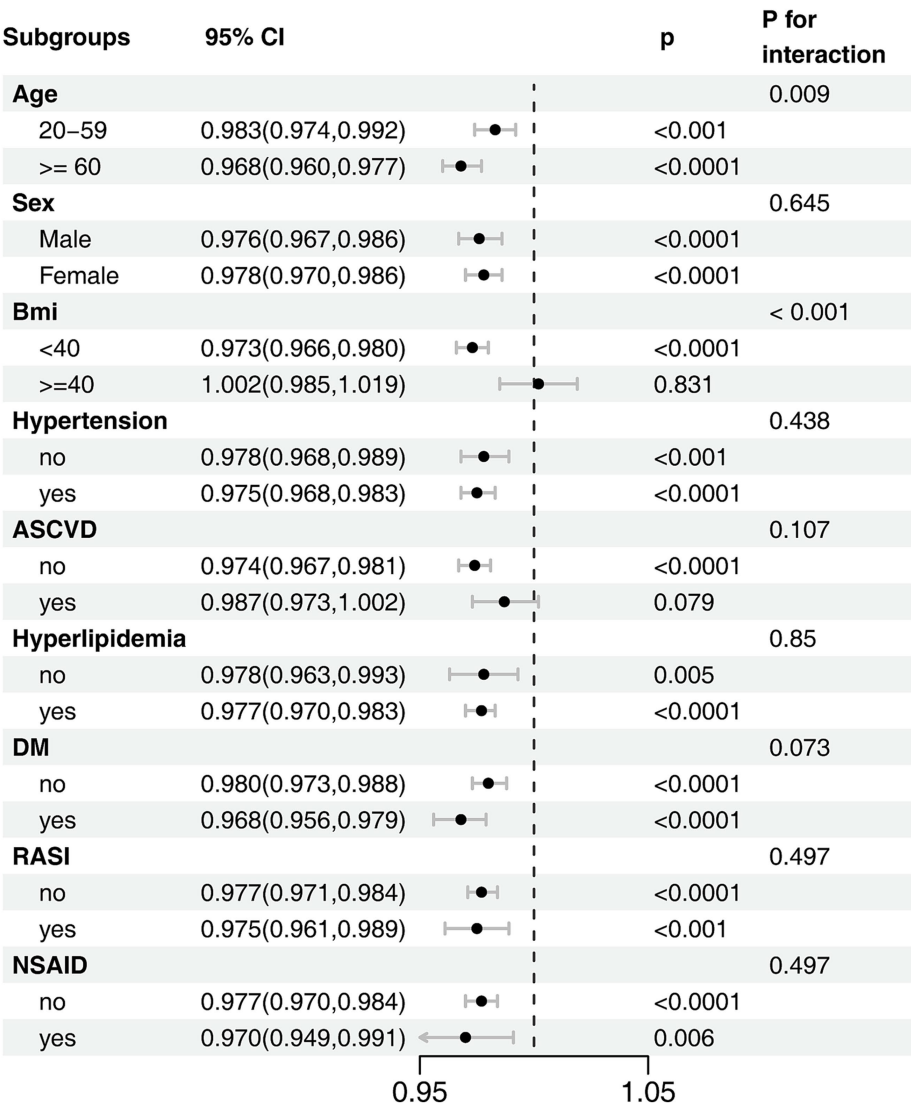 Subgroups 95% CI p P for interaction
Age 0.009
20−59 0.983(0.974,0.992) <0.001
>= 60 0.968(0.960,0.977) <0.0001
Sex 0.645
Male 0.976(0.967,0.986) <0.0001
Female 0.978(0.970,0.986) <0.0001
Bmi < 0.001
<40 0.973(0.966,0.980) <0.0001
>=40 1.002(0.985,1.019) 0.831
Hypertension 0.438
no 0.978(0.968,0.989) <0.001
yes 0.975(0.968,0.983) <0.0001
ASCVD 0.107
no 0.974(0.967,0.981) <0.0001
yes 0.987(0.973,1.002) 0.079
Hyperlipidemia 0.85
no 0.978(0.963,0.993) 0.005
yes 0.977(0.970,0.983) <0.0001
DM 0.073
no 0.980(0.973,0.988) <0.0001
yes 0.968(0.956,0.979) <0.0001
RASI 0.497
no 0.977(0.971,0.984) <0.0001
yes 0.975(0.961,0.989) <0.001
NSAID 0.497
no 0.977(0.970,0.984) <0.0001
yes 0.970(0.949,0.991) 0.006
0.95 1.05